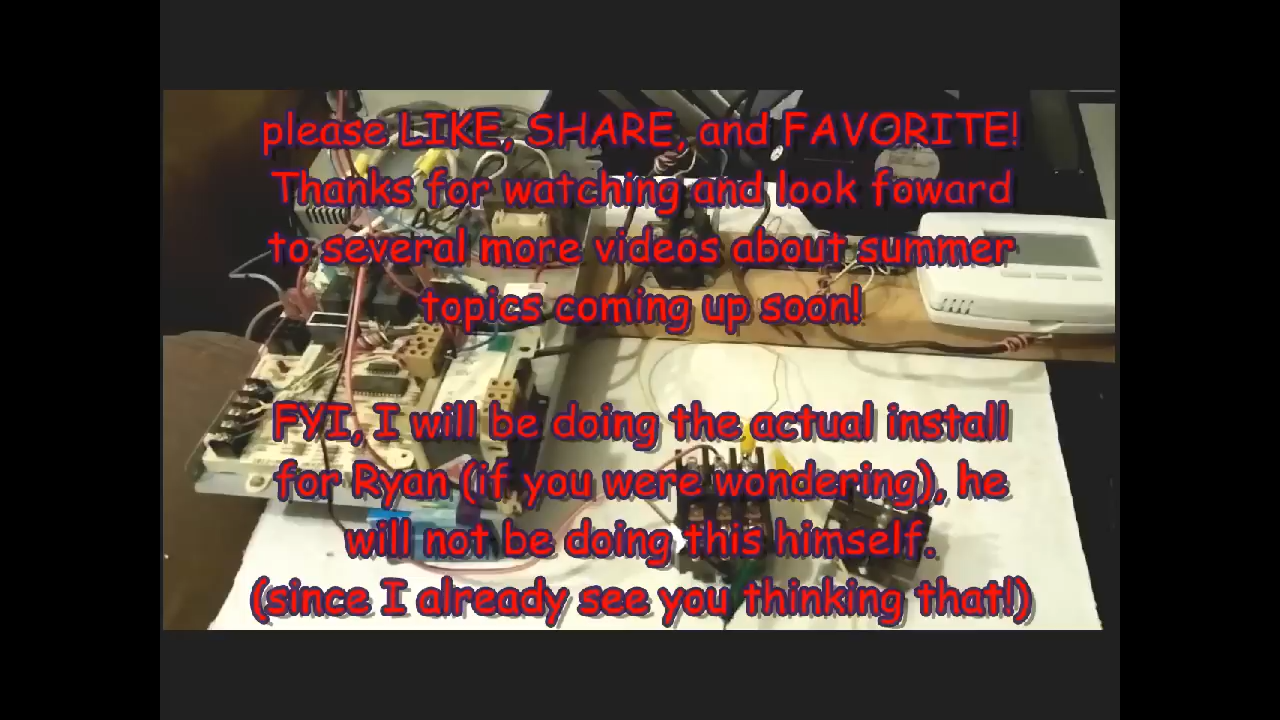 please LIKE, SHARE, and FAVORITE!
Thanks for watching and look foward
to several more videos about summer
topics coming up soon!
FYI, I will be doing the actual install
for Ryan (if you were wondering), he
will not be doing this himself.
(since I already see you thinking that!)